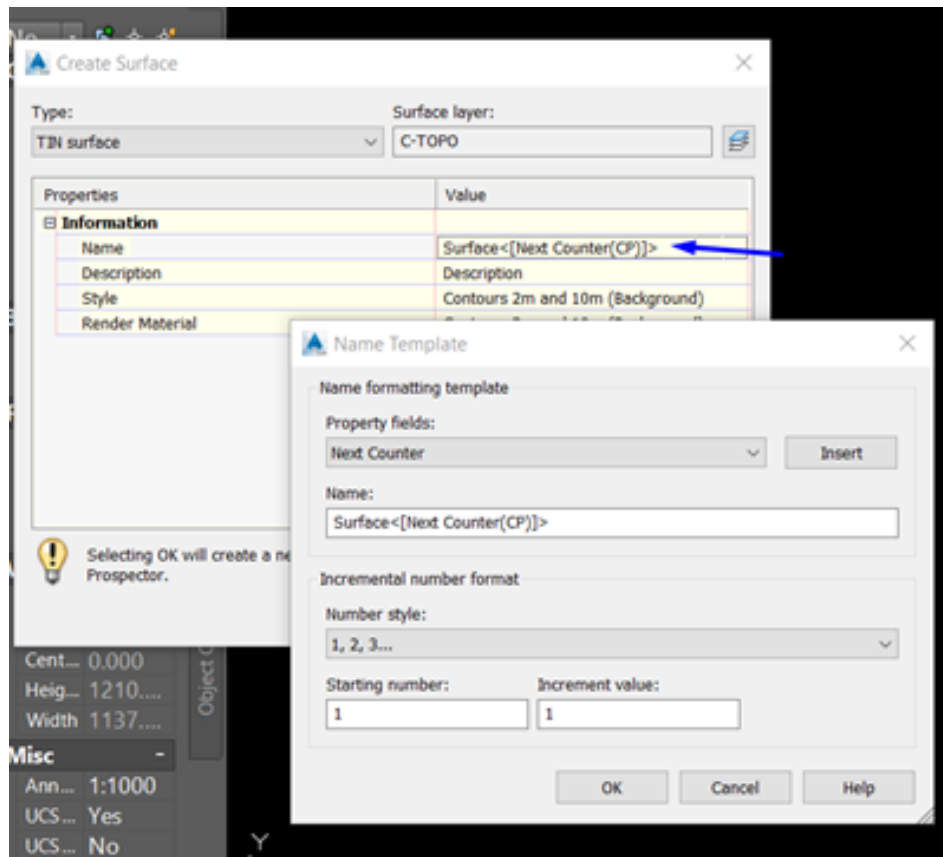 No
Create Surface
Type:
Surface layer:
TIN surface
C-TOPO
Properties
Value
Information
Name
Surface<[Next Counter(CP)]>
Description
Description
Style
Contours 2m and 10m (Background)
Render Material
Name Template
Name formatting template
Property fields:
Next Counter
Insert
Name:
Surface<[Next Counter(CP)]>
Selecting OK will create a ne
Prospector.
Incremental number format
Number style:
1, 2, 3...
Starting number:
Increment value:
1
1
OK
Cancel
Help
Cent... 0.000
Heig... 1210....
Width 1137....
Misc
Ann... 1:1000
UCS... Yes
UCS... No
Y